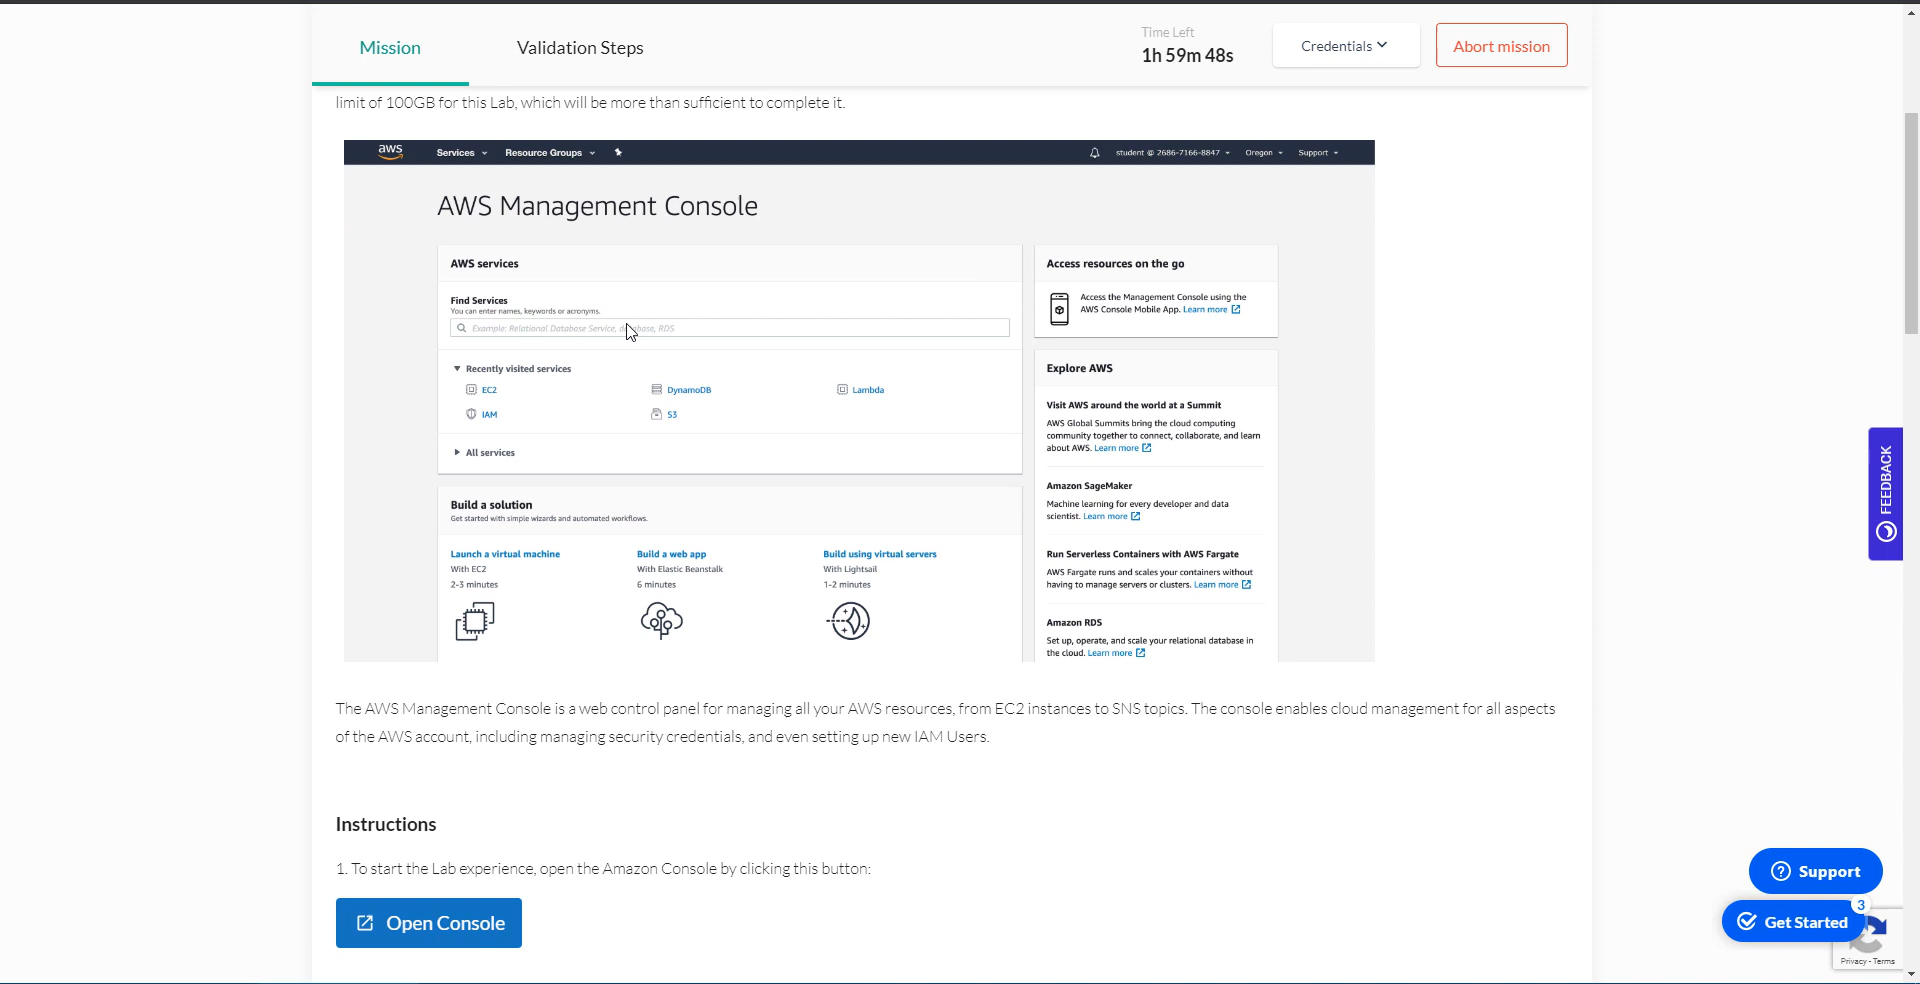 Mission
Validation Steps
Time Left
1h 59m 48s
Credentials
Abort mission
limit of 100GB for this Lab, which will be more than sufficient to complete it.
aws
Services
Resource Groups
student @ 2686-7166-8847
Oregon
Support
AWS Management Console
AWS services
Find Services
You can enter names, keywords or acronyms.
Example: Relational Database Service, database, RDS
Recently visited services
EC2
DynamoDB
Lambda
IAM
S3
All services
Build a solution
Get started with simple wizards and automated workflows.
Launch a virtual machine
With EC2
2-3 minutes
Build a web app
With Elastic Beanstalk
6 minutes
Build using virtual servers
With Lightsail
1-2 minutes
Access resources on the go
Access the Management Console using the
AWS Console Mobile App. Learn more
Explore AWS
Visit AWS around the world at a Summit
AWS Global Summits bring the cloud computing
community together to connect, collaborate, and learn
about AWS. Learn more
Amazon SageMaker
Machine learning for every developer and data
scientist. Learn more
Run Serverless Containers with AWS Fargate
AWS Fargate runs and scales your containers without
having to manage servers or clusters. Learn more
Amazon RDS
Set up, operate, and scale your relational database in
the cloud. Learn more
The AWS Management Console is a web control panel for managing all your AWS resources, from EC2 instances to SNS topics. The console enables cloud management for all aspects
of the AWS account, including managing security credentials, and even setting up new IAM Users.
Instructions
1. To start the Lab experience, open the Amazon Console by clicking this button:
Open Console
FEEDBACK
Support
3
Get Started
Privacy - Terms